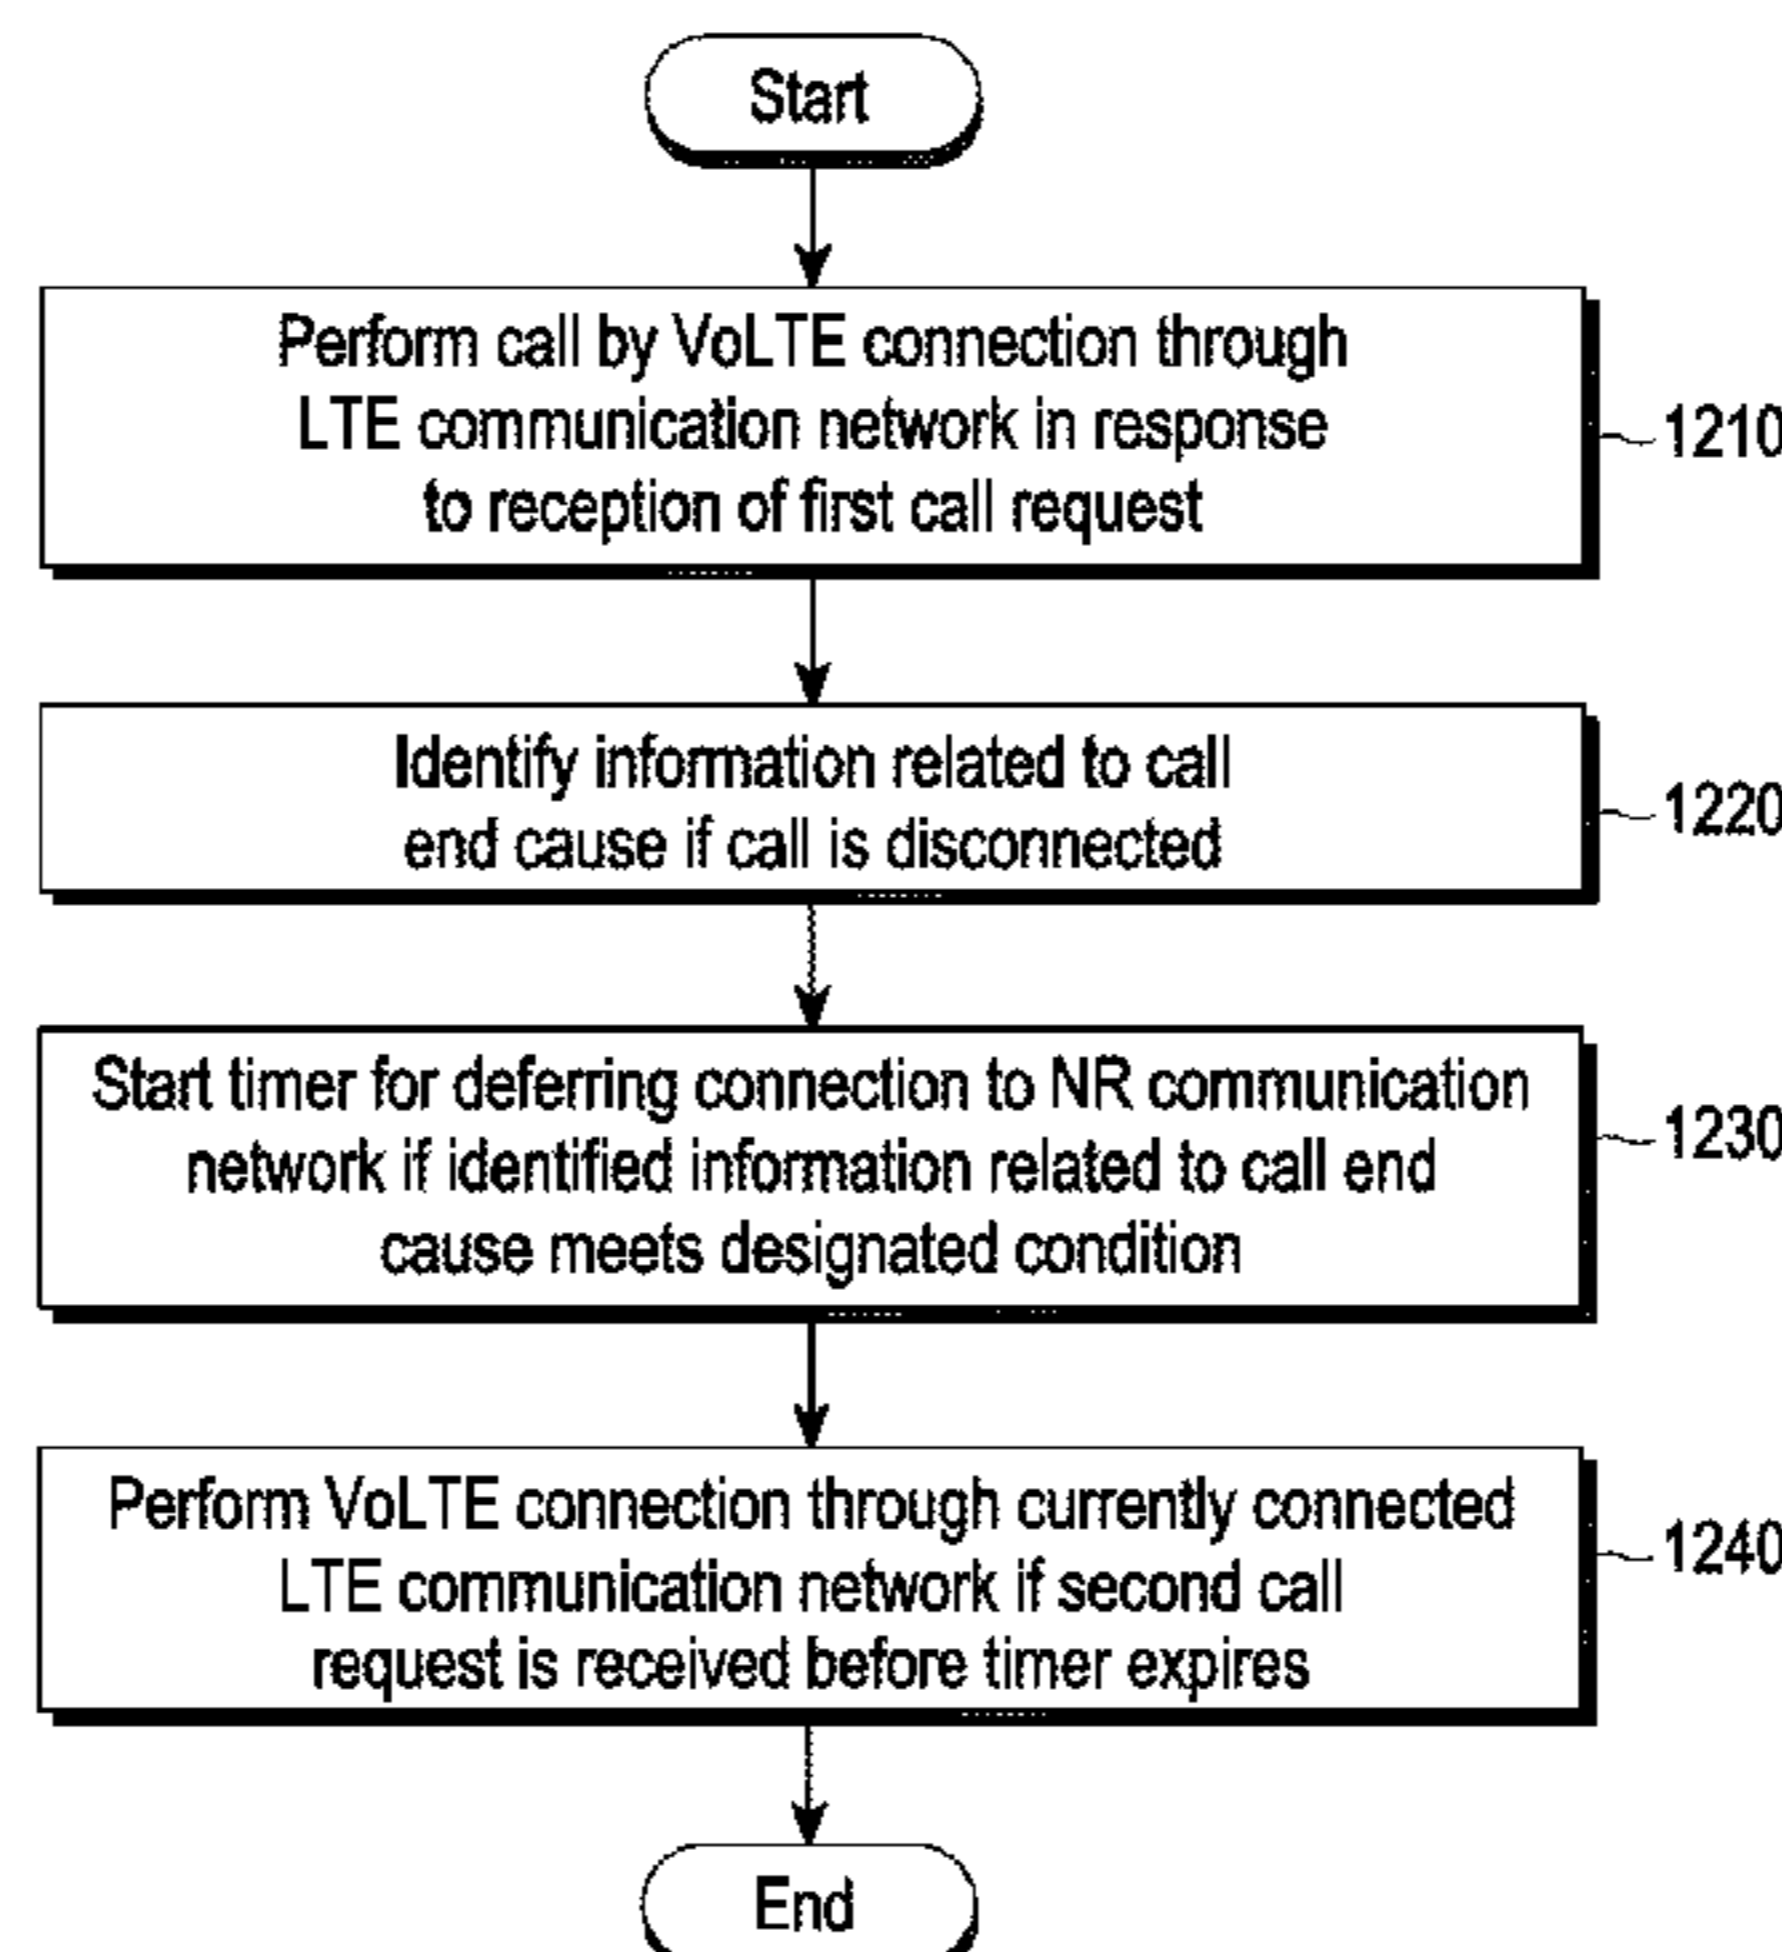 Start
Perform call by VoLTE connection through
LTE communication network in response
to reception of first call request
1210
Identify information related to call
end cause if call is disconnected
1220
Start timer for deferring connection to NR communication
network if identified information related to call end
cause meets designated condition
1230
Perform VoLTE connection through currently connected
LTE communication network if second call
request is received before timer expires
1240
End